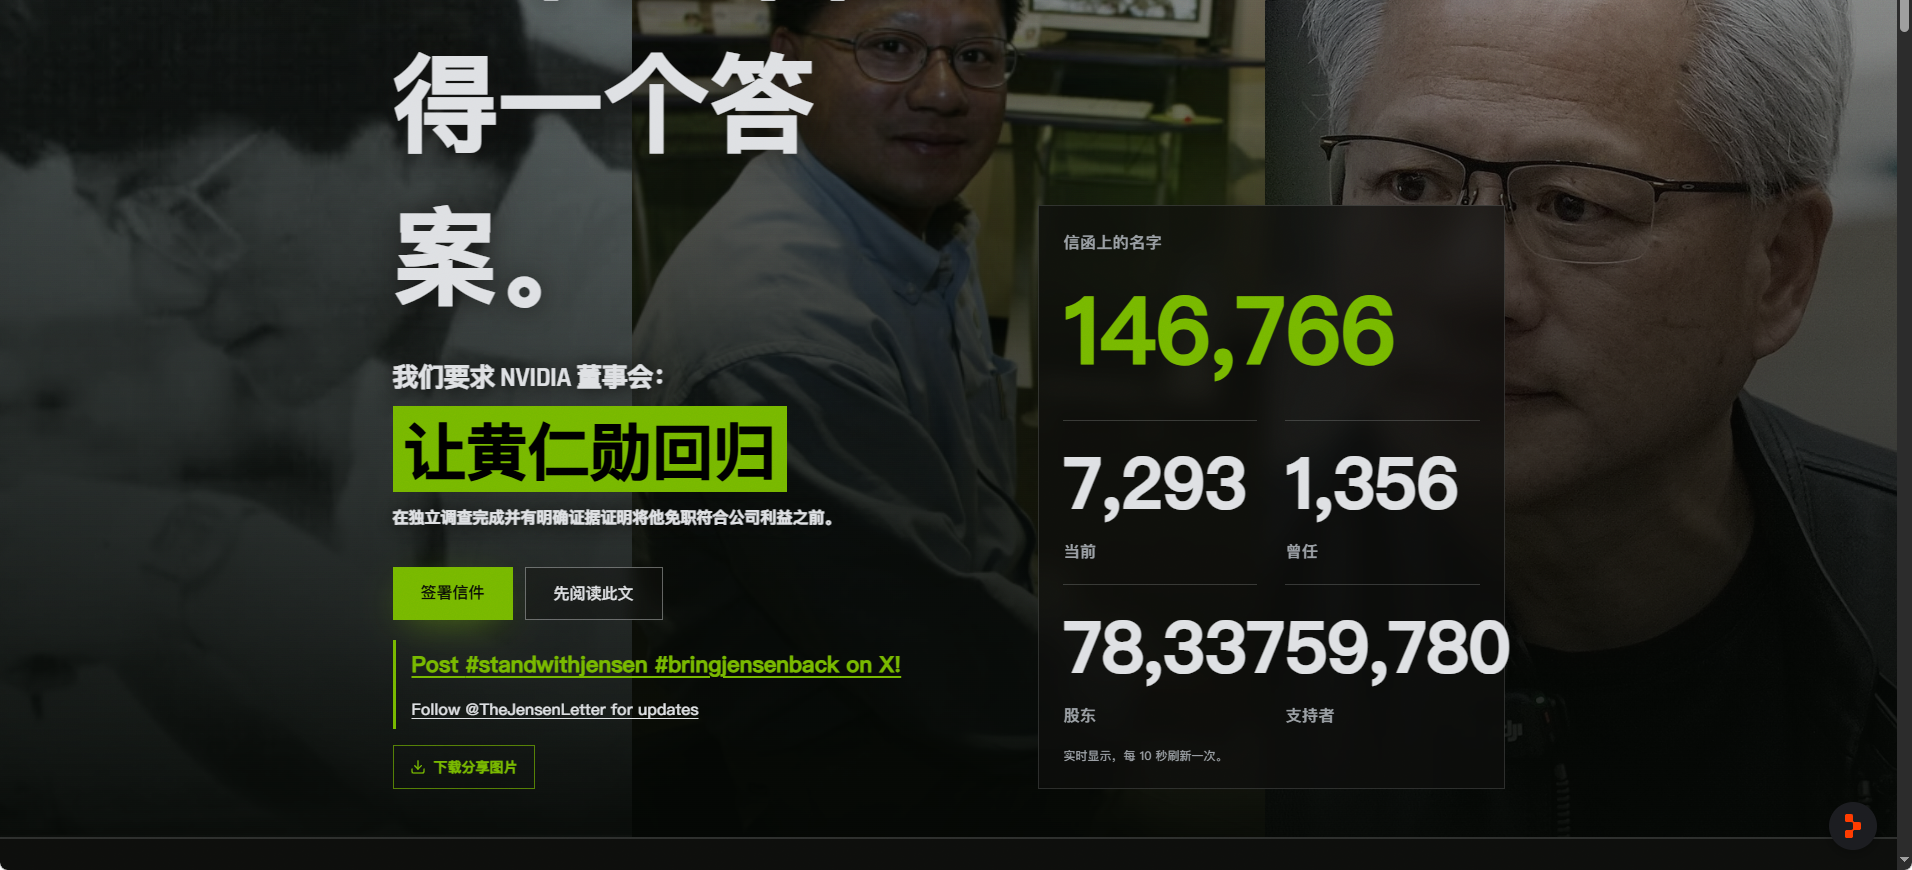 得一个答
案。
我们要求 NVIDIA 董事会：
让黄仁勋回归
在独立调查完成并有明确证据证明将他免职符合公司利益之前。
签署信件
先阅读此文
Post #standwithjensen #bringjensenback on X!
Follow @TheJensenLetter for updates
下载分享图片
信函上的名字
146,766
7,293
1,356
当前
曾任
78,337
59,780
股东
支持者
实时显示，每 10 秒刷新一次。
dji